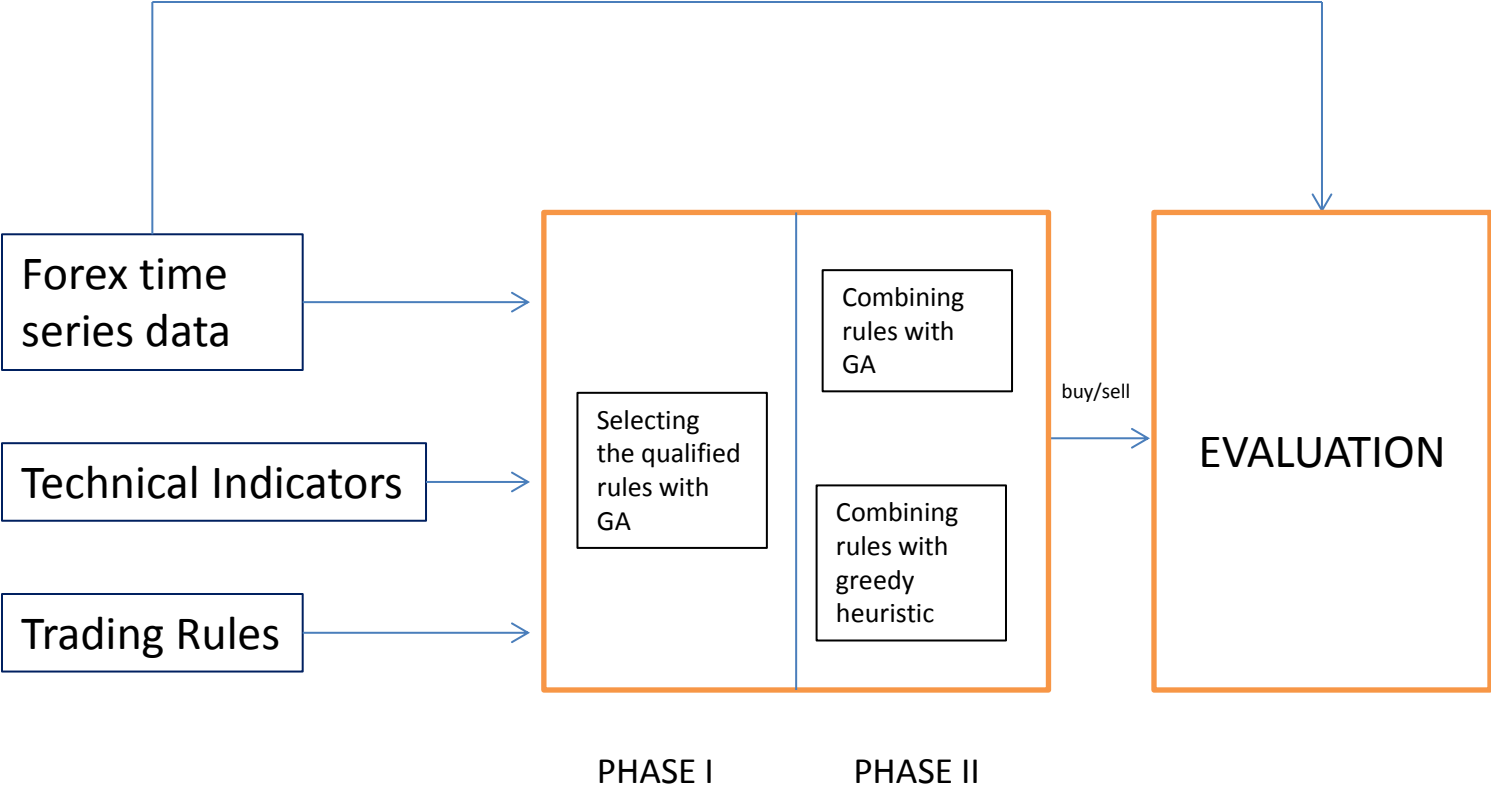 Forex time
series data
Technical Indicators
Trading Rules
Selecting
the qualified
rules with
GA
Combining
rules with
GA
Combining
rules with
greedy
heuristic
buy/sell
EVALUATION
PHASE I
PHASE II